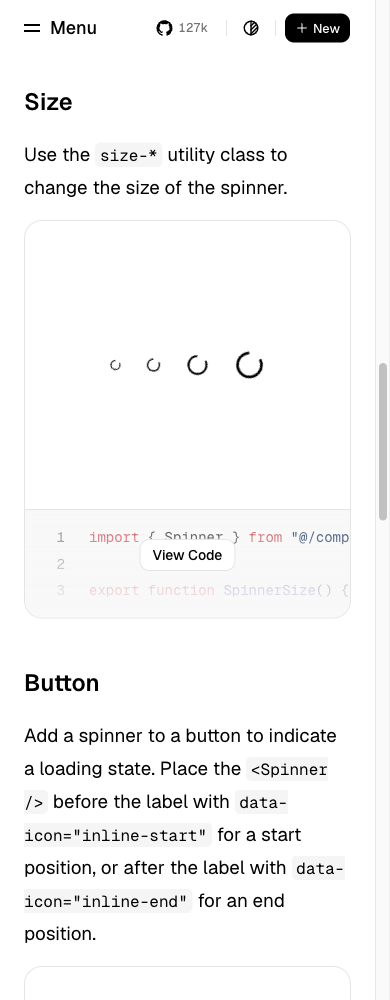 Menu
127k
+ New
Size
Use the size-* utility class to
change the size of the spinner.
1 import { Spinner } from "@/comp
2
View Code
3 export function SpinnerSize() {
Button
Add a spinner to a button to indicate
a loading state. Place the <Spinner
/> before the label with data-
icon="inline-start" for a start
position, or after the label with data-
icon="inline-end" for an end
position.